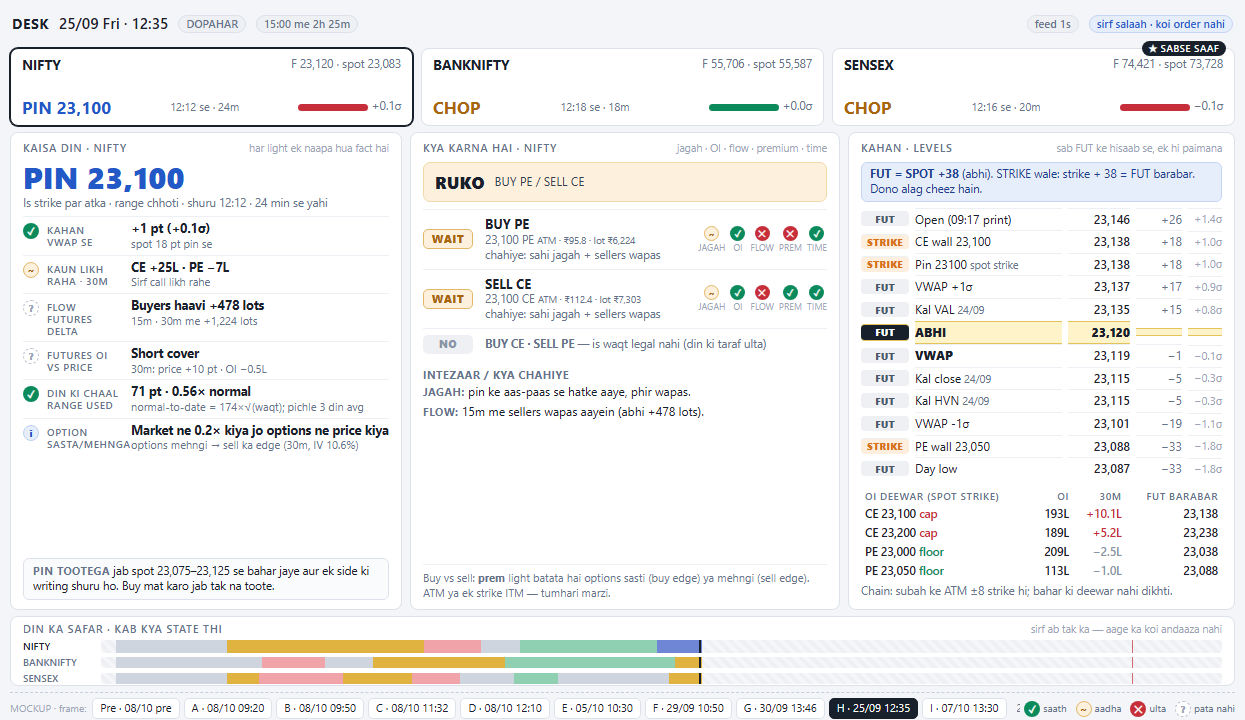 DESK 25/09 Fri · 12:35 DOPAHAR 15:00 me 2h 25m feed 1s sirf salaah · koi order nahi
★ SABSE SAAF
NIFTY F 23,120 · spot 23,083
PIN 23,100 12:12 se · 24m +0.1σ
BANKNIFTY F 55,706 · spot 55,587
CHOP 12:18 se · 18m +0.0σ
SENSEX F 74,421 · spot 73,728
CHOP 12:16 se · 20m −0.1σ
KAISA DIN · NIFTY har light ek naapa hua fact hai
PIN 23,100
Is strike par atka · range chhoti · shuru 12:12 · 24 min se yahi
KAHAN VWAP SE
+1 pt (+0.1σ)
spot 18 pt pin se
~ KAUN LIKH RAHA · 30M
CE +25L · PE −7L
Sirf call likh rahe
? FLOW FUTURES DELTA
Buyers haavi +478 lots
15m · 30m me +1,224 lots
? FUTURES OI VS PRICE
Short cover
30m: price +10 pt · OI −0.5L
DIN KI CHAAL RANGE USED
71 pt · 0.56× normal
normal-to-date = 174×√(waqt); pichle 3 din avg
i OPTION SASTA/MEHNGA
Market ne 0.2× kiya jo options ne price kiya
options mehngi → sell ka edge (30m, IV 10.6%)
PIN TOOTEGA jab spot 23,075–23,125 se bahar jaye aur ek side ki
writing shuru ho. Buy mat karo jab tak na toote.
KYA KARNA HAI · NIFTY jagah · OI · flow · premium · time
RUKO BUY PE / SELL CE
WAIT BUY PE
23,100 PE ATM · ₹95.8 · lot ₹6,224
chahiye: sahi jagah + sellers wapas
~ JAGAH OI FLOW PREM TIME
WAIT SELL CE
23,100 CE ATM · ₹112.4 · lot ₹7,303
chahiye: sahi jagah + sellers wapas
~ JAGAH OI FLOW PREM TIME
NO BUY CE · SELL PE — is waqt legal nahi (din ki taraf ulta)
INTEZAAR / KYA CHAHIYE
JAGAH: pin ke aas-paas se hatke aaye, phir wapas.
FLOW: 15m me sellers wapas aayein (abhi +478 lots).
Buy vs sell: prem light batata hai options sasti (buy edge) ya mehngi (sell edge).
ATM ya ek strike ITM — tumhari marzi.
KAHAN · LEVELS sab FUT ke hisaab se, ek hi paimana
FUT = SPOT +38 (abhi). STRIKE wale: strike + 38 = FUT barabar.
Dono alag cheez hain.
FUT Open (09:17 print) 23,146 +26 +1.4σ
STRIKE CE wall 23,100 23,138 +18 +1.0σ
STRIKE Pin 23100 spot strike 23,138 +18 +1.0σ
FUT VWAP +1σ 23,137 +17 +0.9σ
FUT Kal VAL 24/09 23,135 +15 +0.8σ
FUT ABHI 23,120
FUT VWAP 23,119 −1 −0.1σ
FUT Kal close 24/09 23,115 −5 −0.3σ
FUT Kal HVN 24/09 23,115 −5 −0.3σ
FUT VWAP -1σ 23,101 −19 −1.1σ
STRIKE PE wall 23,050 23,088 −33 −1.8σ
FUT Day low 23,087 −33 −1.8σ
OI DEEWAR (SPOT STRIKE) OI 30M FUT BARABAR
CE 23,100 cap 193L +10.1L 23,138
CE 23,200 cap 189L +5.2L 23,238
PE 23,000 floor 209L −2.5L 23,038
PE 23,050 floor 113L −1.0L 23,088
Chain: subah ke ATM ±8 strike hi; bahar ki deewar nahi dikhti.
DIN KA SAFAR · KAB KYA STATE THI sirf ab tak ka — aage ka koi andaaza nahi
NIFTY
BANKNIFTY
SENSEX
MOCKUP · frame: Pre · 08/10 pre A · 08/10 09:20 B · 08/10 09:50 C · 08/10 11:32 D · 08/10 12:10 E · 05/10 10:30 F · 29/09 10:50 G · 30/09 13:46 H · 25/09 12:35 I · 07/10 13:30 saath ~ aadha ulta ? pata nahi